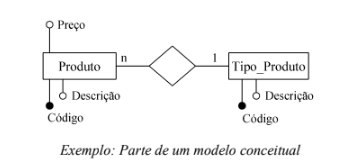 Preço
Produto
n
1
Tipo_Produto
Descrição
Código
Descrição
Código
Exemplo: Parte de um modelo conceitual